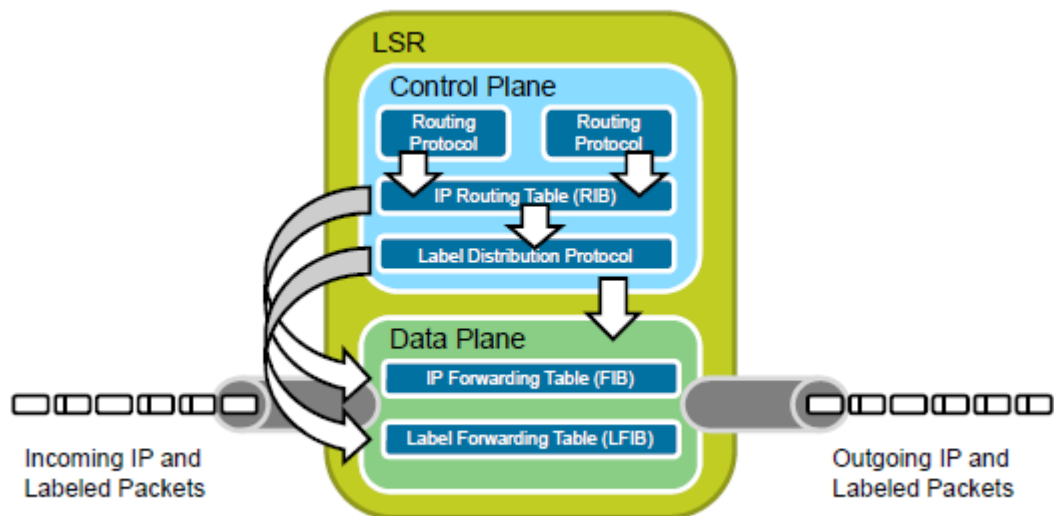 LSR
Control Plane
Routing
Protocol
Routing
Protocol
IP Routing Table (RIB)
Label Distribution Protocol
Data Plane
IP Forwarding Table (FIB)
Label Forwarding Table (LFIB)
Incoming IP and
Labeled Packets
Outgoing IP and
Labeled Packets